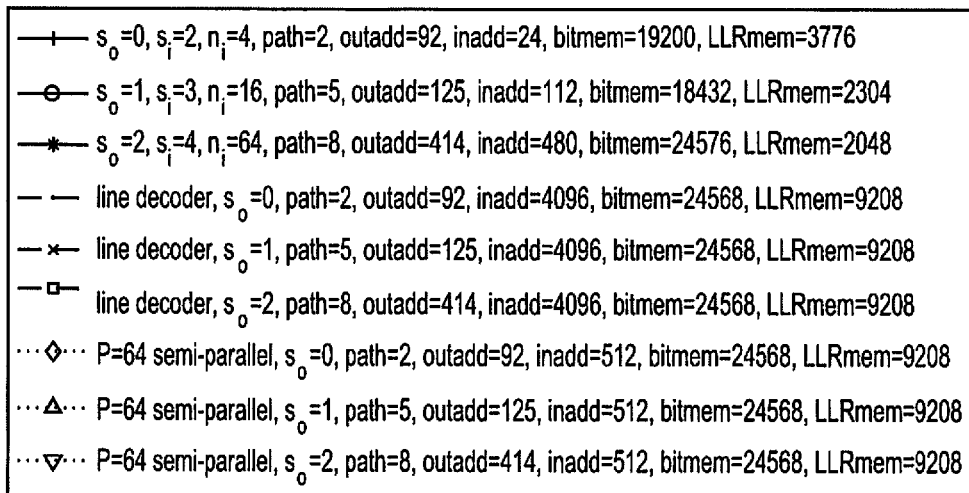 s_o=0, s_i=2, n_i=4, path=2, outadd=92, inadd=24, bitmem=19200, LLRmem=3776
s_o=1, s_i=3, n_i=16, path=5, outadd=125, inadd=112, bitmem=18432, LLRmem=2304
s_o=2, s_i=4, n_i=64, path=8, outadd=414, inadd=480, bitmem=24576, LLRmem=2048
line decoder, s_o=0, path=2, outadd=92, inadd=4096, bitmem=24568, LLRmem=9208
line decoder, s_o=1, path=5, outadd=125, inadd=4096, bitmem=24568, LLRmem=9208
line decoder, s_o=2, path=8, outadd=414, inadd=4096, bitmem=24568, LLRmem=9208
P=64 semi-parallel, s_o=0, path=2, outadd=92, inadd=512, bitmem=24568, LLRmem=9208
P=64 semi-parallel, s_o=1, path=5, outadd=125, inadd=512, bitmem=24568, LLRmem=9208
P=64 semi-parallel, s_o=2, path=8, outadd=414, inadd=512, bitmem=24568, LLRmem=9208